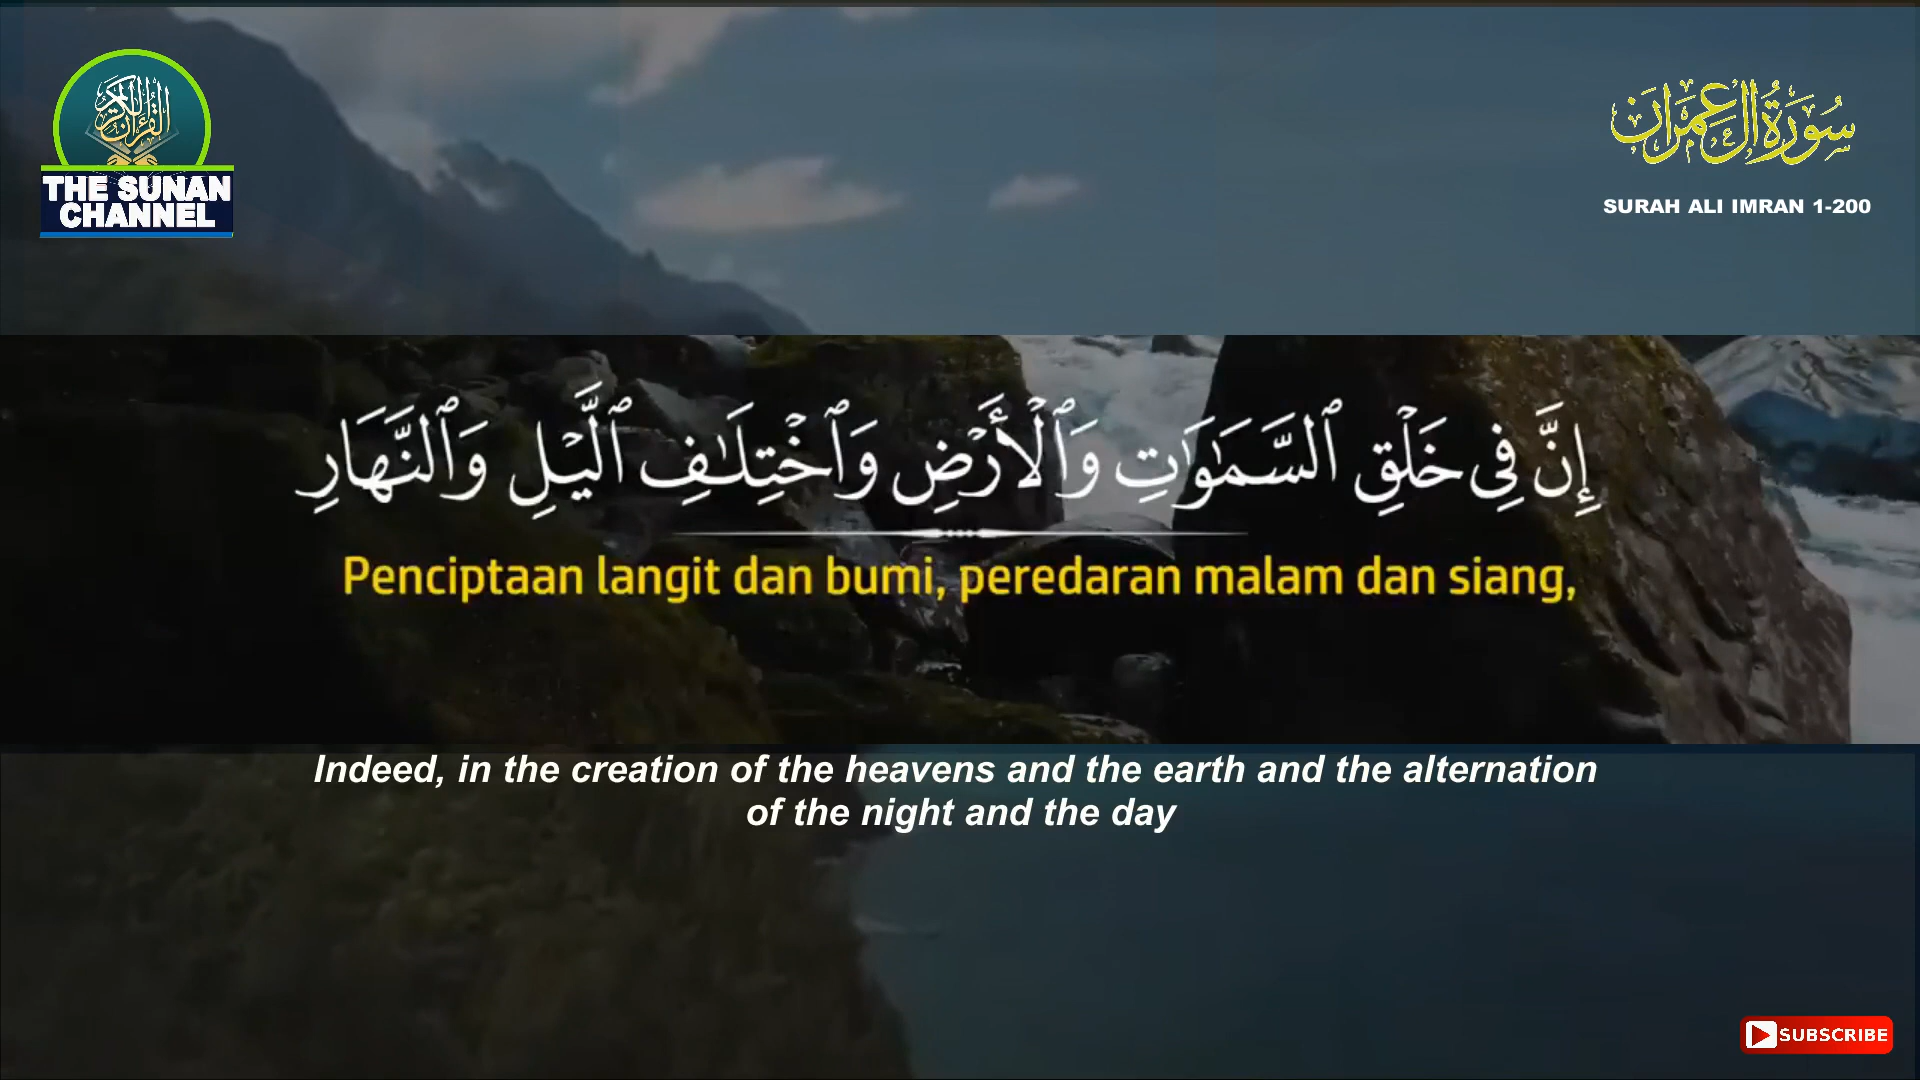 القرآن الكريم
THE SUNAN
CHANNEL
سُورَةُ آلِ عِمْرَان
SURAH ALI IMRAN 1-200
إِنَّ فِي خَلْقِ ٱلسَّمَٰوَٰتِ وَٱلْأَرْضِ وَٱخْتِلَٰفِ ٱلَّيْلِ وَٱلنَّهَارِ
Penciptaan langit dan bumi, peredaran malam dan siang,
Indeed, in the creation of the heavens and the earth and the alternation
of the night and the day
SUBSCRIBE